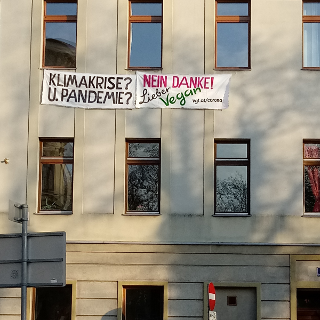 KLIMAKRISE?
U. PANDEMIE?
NEIN DANKE!
Lieber Vegan